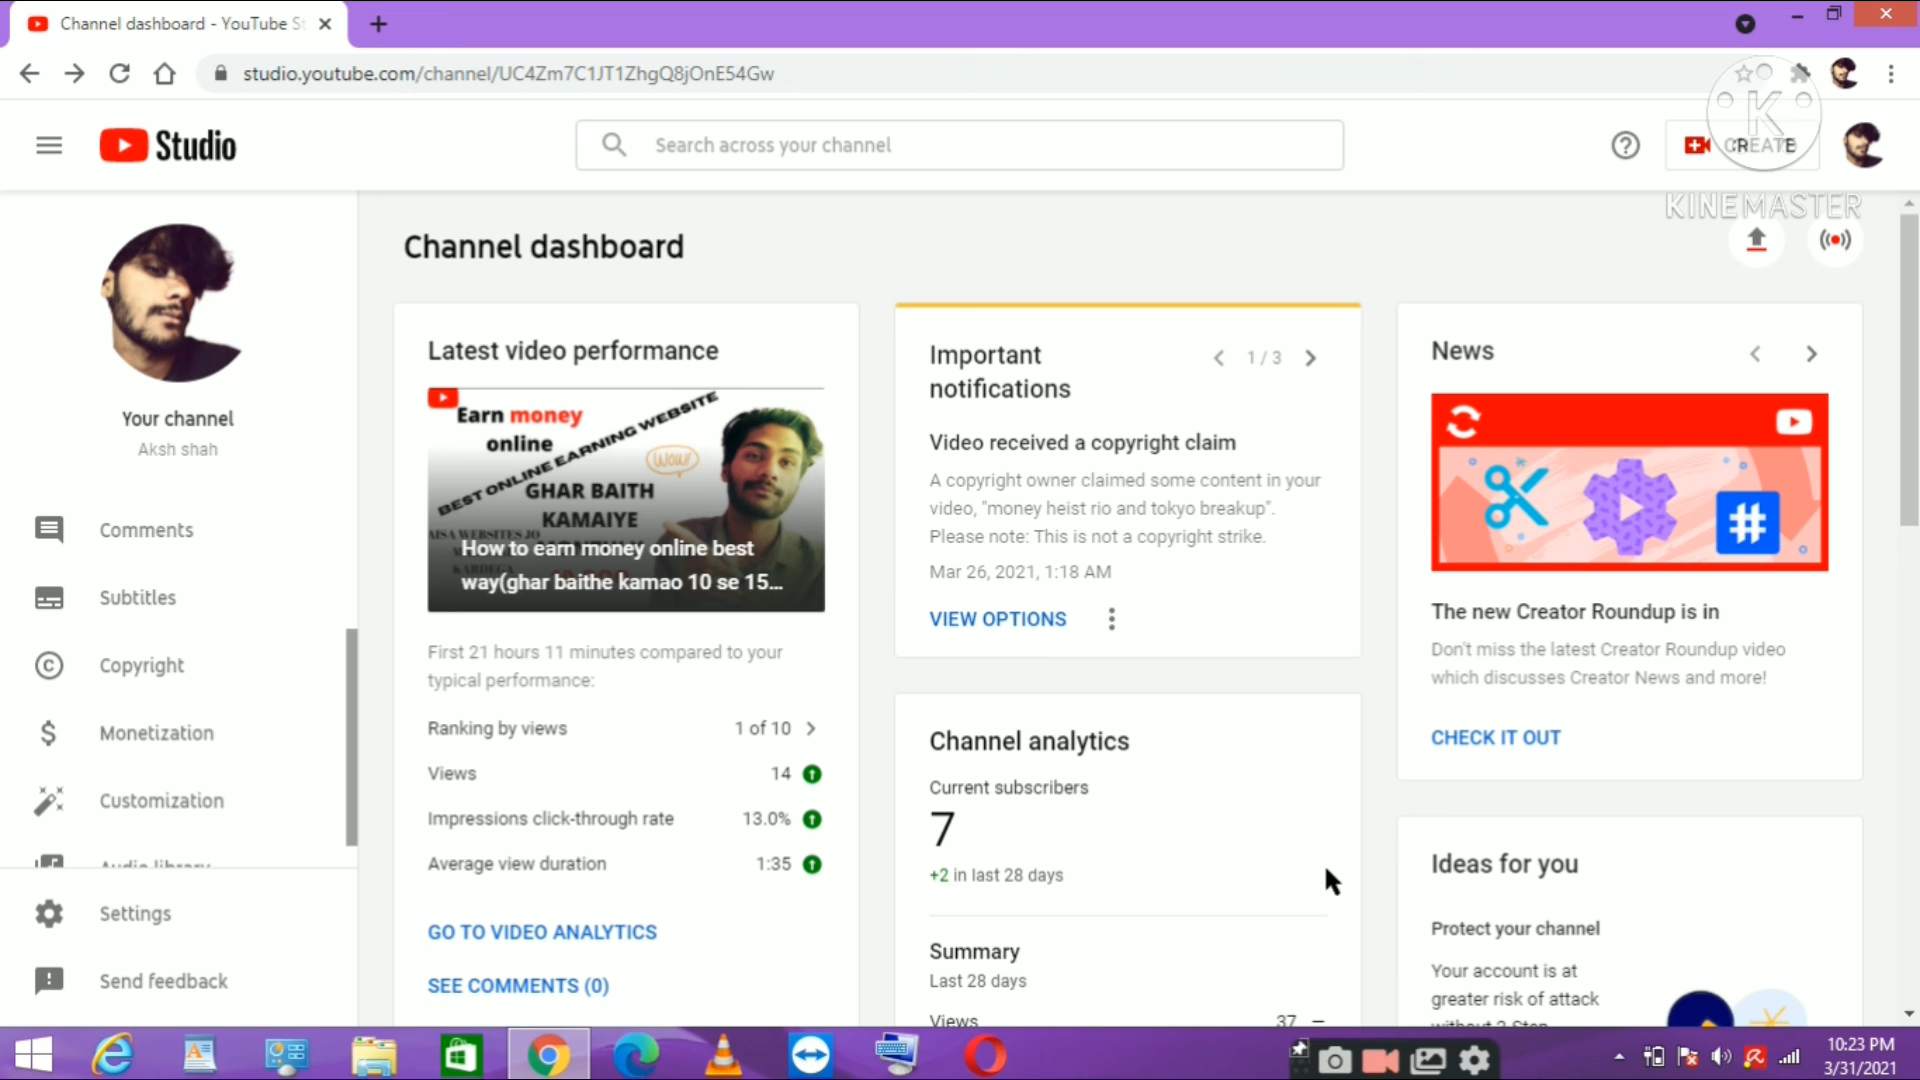 Channel dashboard - YouTube St
studio.youtube.com/channel/UC4Zm7C1JT1ZhgQ8jOnE54Gw
Studio
Search across your channel
CREATE
K
KINEMASTER
Channel dashboard
Your channel
Aksh shah
Comments
Subtitles
Copyright
Monetization
Customization
Audio library
Settings
Send feedback
Latest video performance
Earn money
online
BEST ONLINE EARNING WEBSITE
WOW!
GHAR BAITH
KAMAIYE
How to earn money online best
way(ghar baithe kamao 10 se 15...
First 21 hours 11 minutes compared to your
typical performance:
Ranking by views 1 of 10
Views 14
Impressions click-through rate 13.0%
Average view duration 1:35
GO TO VIDEO ANALYTICS
SEE COMMENTS (0)
Important
notifications
1 / 3
Video received a copyright claim
A copyright owner claimed some content in your
video, "money heist rio and tokyo breakup".
Please note: This is not a copyright strike.
Mar 26, 2021, 1:18 AM
VIEW OPTIONS
Channel analytics
Current subscribers
7
+2 in last 28 days
Summary
Last 28 days
Views 37 —
News
#
The new Creator Roundup is in
Don't miss the latest Creator Roundup video
which discusses Creator News and more!
CHECK IT OUT
Ideas for you
Protect your channel
Your account is at
greater risk of attack
without 2-Step
10:23 PM
3/31/2021